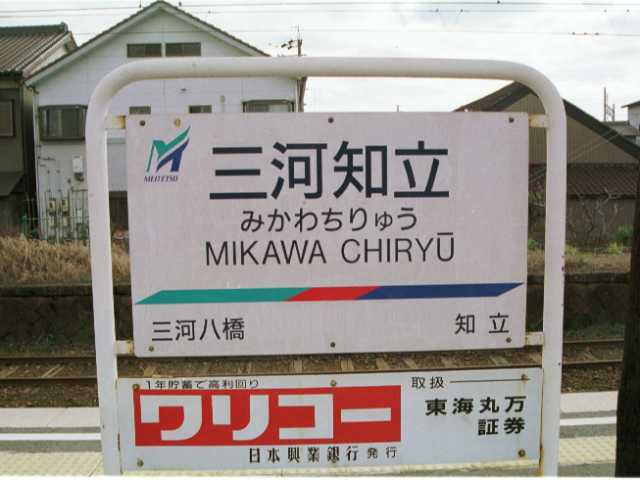 MEITETSU
三河知立
みかわちりゅう
MIKAWA CHIRYŪ
三河八橋 知立
1年貯蓄で高利回り
ワリコー
日本興業銀行 発行
取扱
東海丸万
証券